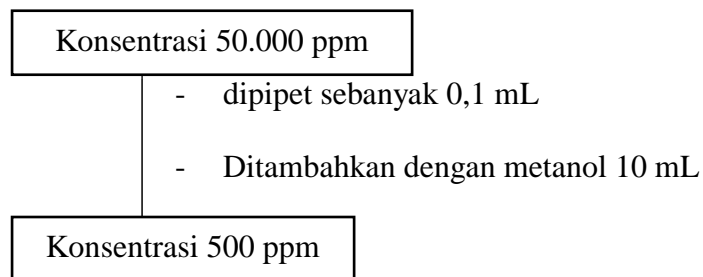 Konsentrasi 50.000 ppm
- dipipet sebanyak 0,1 mL
- Ditambahkan dengan metanol 10 mL
Konsentrasi 500 ppm